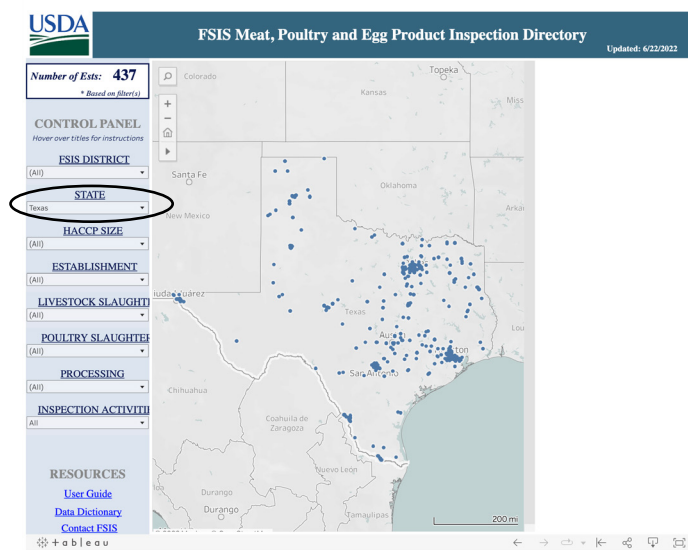 USDA
FSIS Meat, Poultry and Egg Product Inspection Directory
Updated: 6/22/2022
Number of Ests: 437
* Based on filter(s)
CONTROL PANEL
Hover over titles for instructions
FSIS DISTRICT
(All)
STATE
Texas
HACCP SIZE
(All)
ESTABLISHMENT
(All)
LIVESTOCK SLAUGHT
(All)
POULTRY SLAUGHTER
(All)
PROCESSING
(All)
INSPECTION ACTIVITI
All
RESOURCES
User Guide
Data Dictionary
Contact FSIS
Colorado
Topeka
Kansas
Miss
Santa Fe
Oklahoma
New Mexico
Arka
Texas
Lou
San Antonio
Chihuahua
Coahuila de
Zaragoza
Nuevo León
Durango
Durango
Tamaulipas
200 mi
+ableau